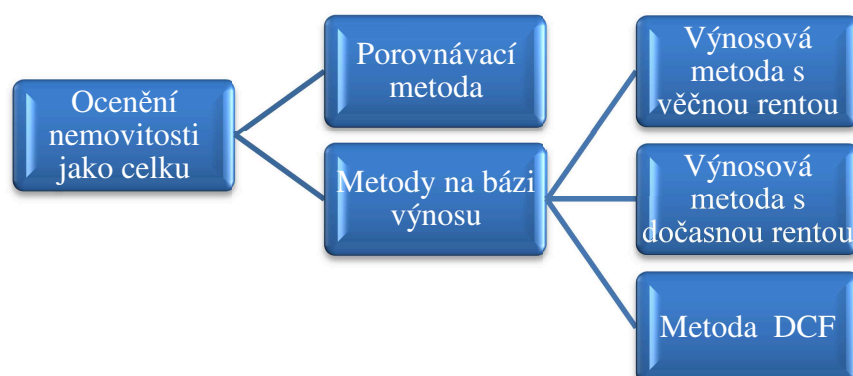 Ocenění
nemovitosti
jako celku
Porovnávací
metoda
Metody na bázi
výnosu
Výnosová
metoda s
věčnou rentou
Výnosová
metoda s
dočasnou rentou
Metoda DCF